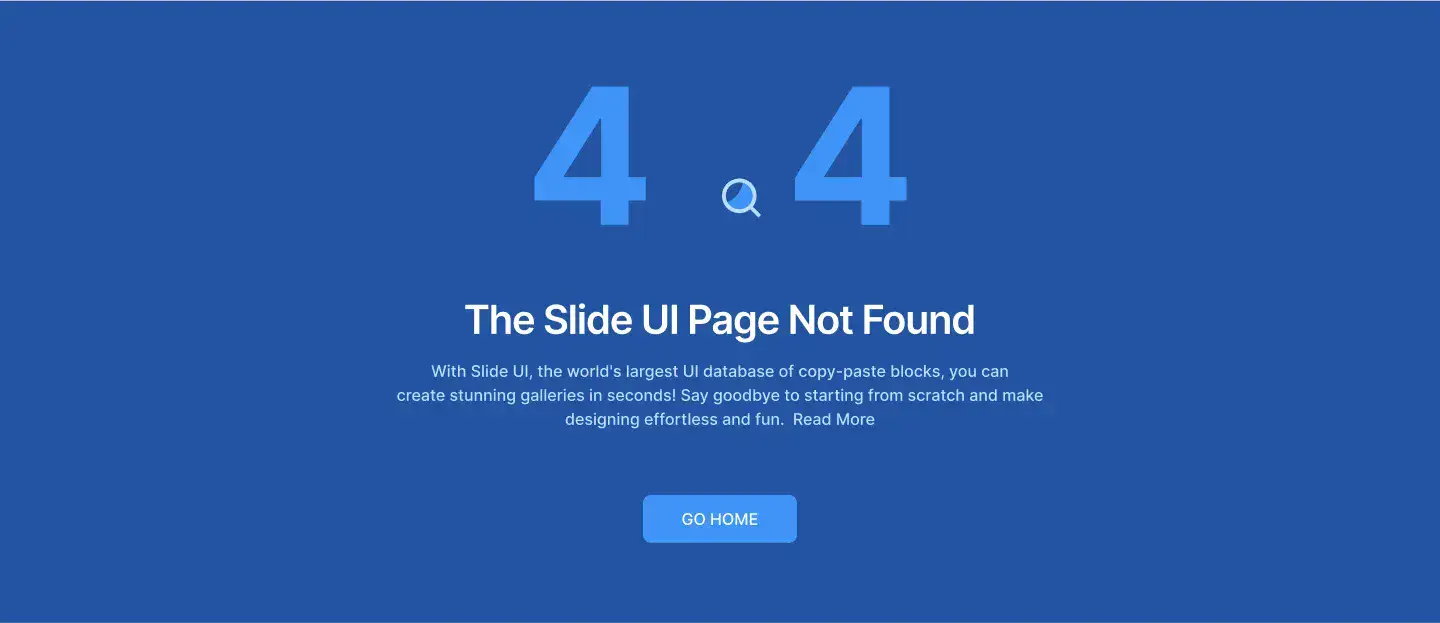 4 4
The Slide UI Page Not Found
With Slide UI, the world's largest UI database of copy-paste blocks, you can
create stunning galleries in seconds! Say goodbye to starting from scratch and make
designing effortless and fun. Read More
GO HOME